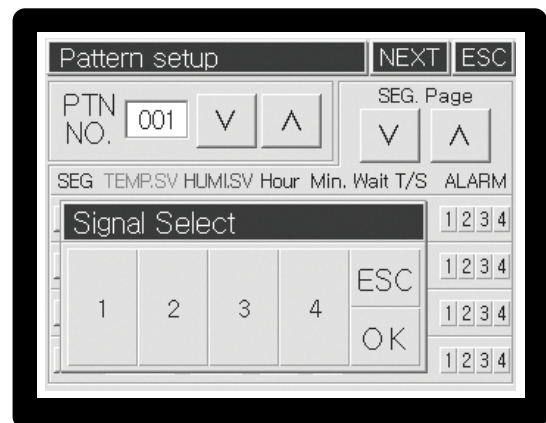 Pattern setup NEXT ESC
PTN NO. 001 V Λ SEG. Page V Λ
SEG TEMP.SV HUMI.SV Hour Min. Wait T/S ALARM
Signal Select
1 2 3 4
1 2 3 4 ESC OK
1 2 3 4
1 2 3 4
1 2 3 4